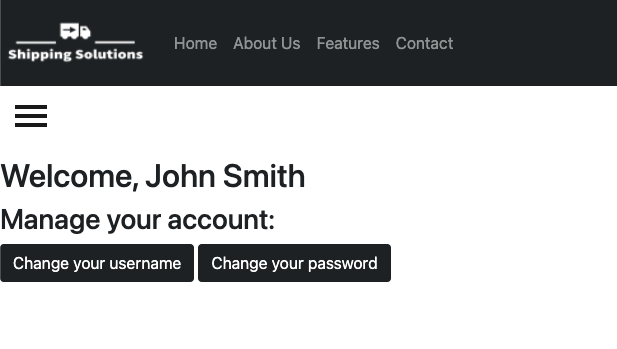 Shipping Solutions
Home About Us Features Contact
Welcome, John Smith
Manage your account:
Change your username Change your password